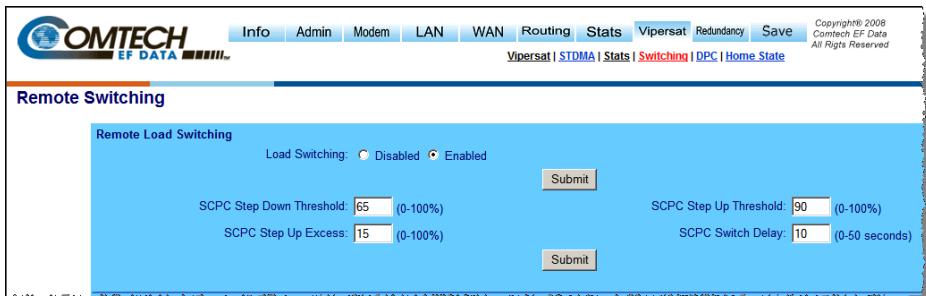 COMTECH
EF DATA
Info Admin Modem LAN WAN Routing Stats Vipersat Redundancy Save
Copyright® 2008
Comtech EF Data
All Rigts Reserved
Vipersat | STDMA | Stats | Switching | DPC | Home State
Remote Switching
Remote Load Switching
Load Switching: Disabled Enabled
Submit
SCPC Step Down Threshold: 65 (0-100%) SCPC Step Up Threshold: 90 (0-100%)
SCPC Step Up Excess: 15 (0-100%) SCPC Switch Delay: 10 (0-50 seconds)
Submit